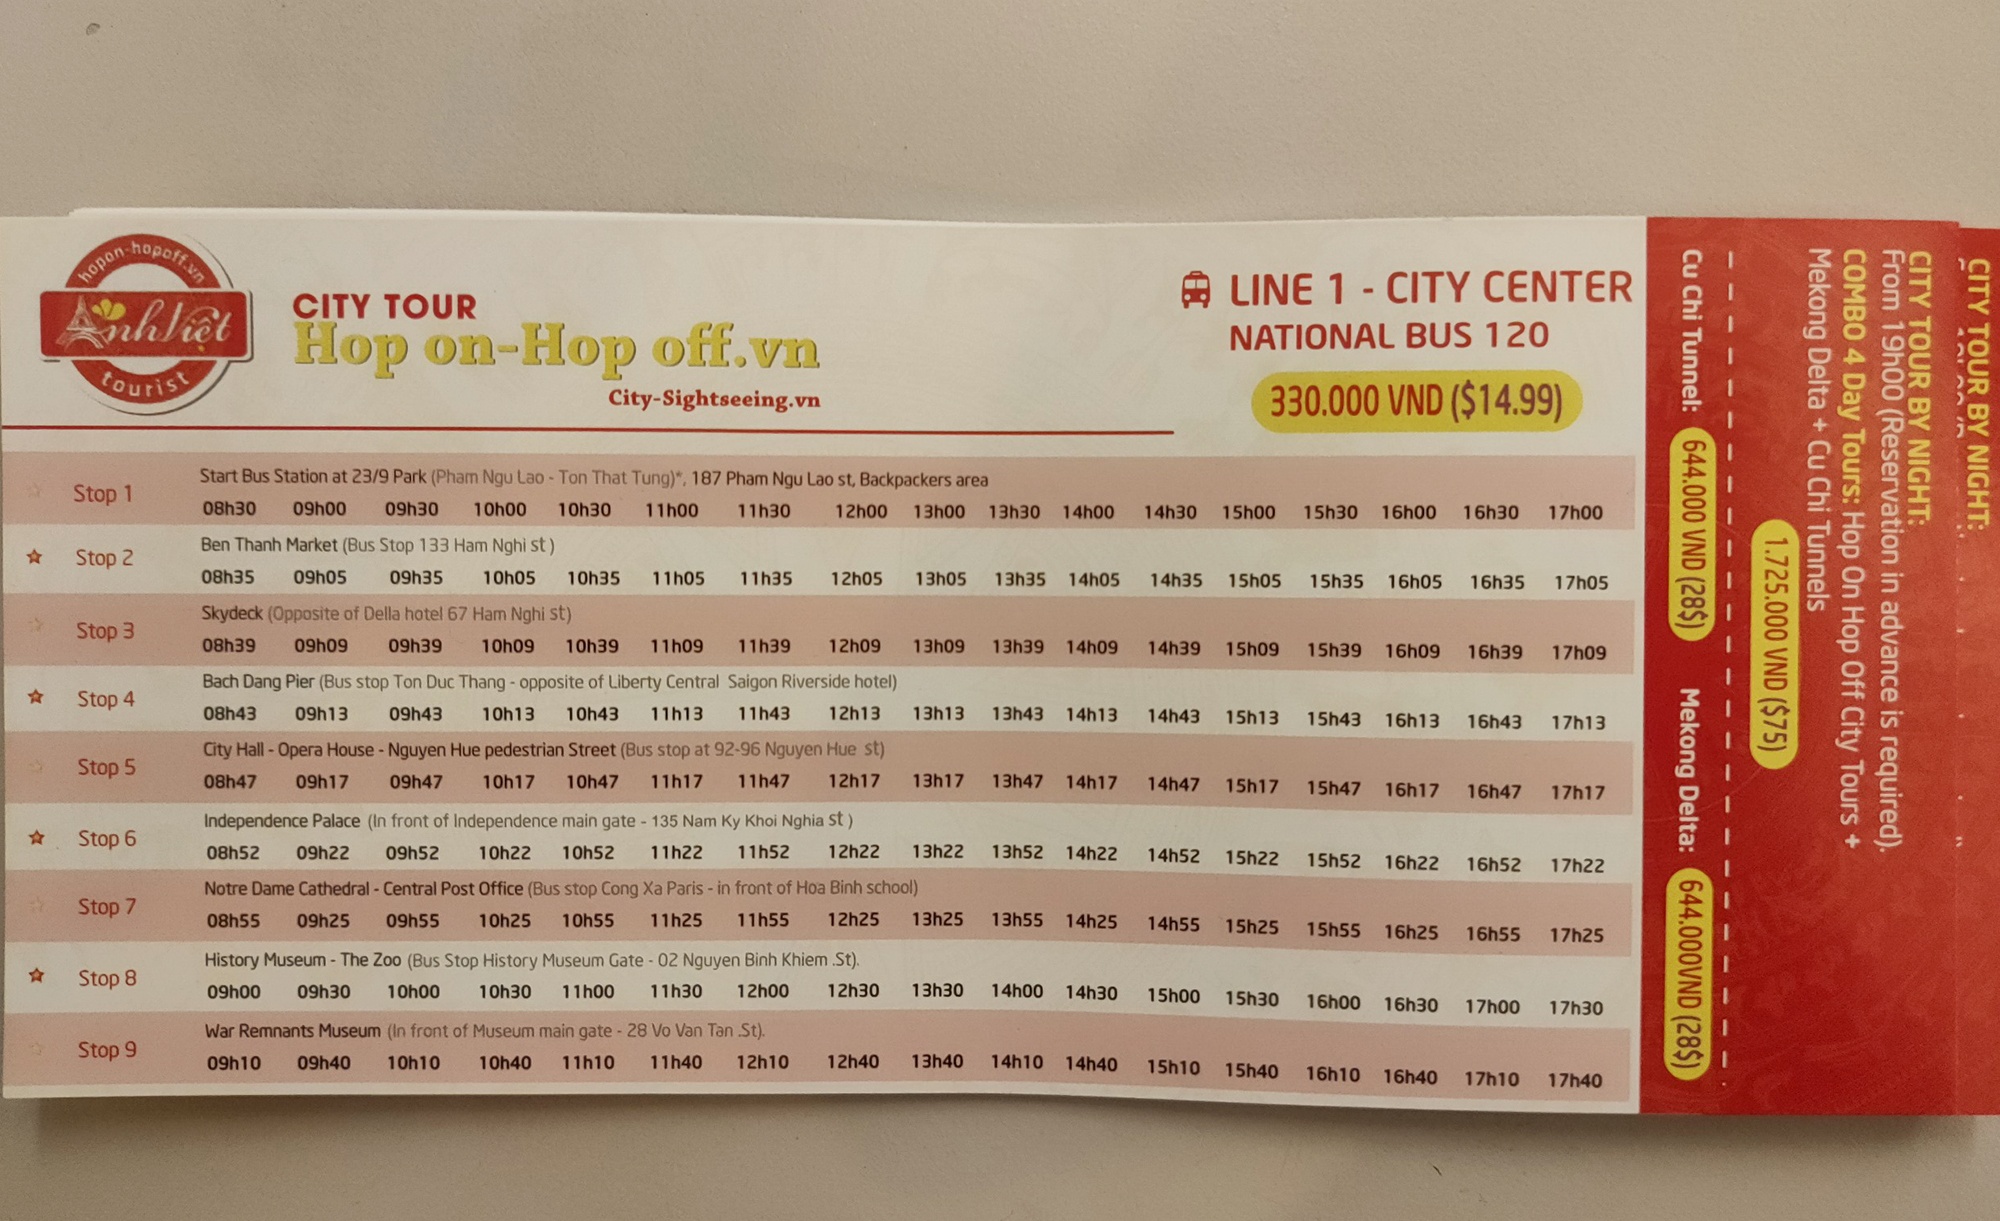 hopon-hopoff.vn
Anh Việt
tourist
CITY TOUR
Hop on-Hop off.vn
City-Sightseeing.vn
LINE 1 - CITY CENTER
NATIONAL BUS 120
330.000 VND ($14.99)
Stop 1
Start Bus Station at 23/9 Park (Pham Ngu Lao - Ton That Tung)*, 187 Pham Ngu Lao st, Backpackers area
08h30 09h00 09h30 10h00 10h30 11h00 11h30 12h00 13h00 13h30 14h00 14h30 15h00 15h30 16h00 16h30 17h00
Stop 2
Ben Thanh Market (Bus Stop 133 Ham Nghi st )
08h35 09h05 09h35 10h05 10h35 11h05 11h35 12h05 13h05 13h35 14h05 14h35 15h05 15h35 16h05 16h35 17h05
Stop 3
Skydeck (Opposite of Della hotel 67 Ham Nghi st)
08h39 09h09 09h39 10h09 10h39 11h09 11h39 12h09 13h09 13h39 14h09 14h39 15h09 15h39 16h09 16h39 17h09
Stop 4
Bach Dang Pier (Bus stop Ton Duc Thang - opposite of Liberty Central Saigon Riverside hotel)
08h43 09h13 09h43 10h13 10h43 11h13 11h43 12h13 13h13 13h43 14h13 14h43 15h13 15h43 16h13 16h43 17h13
Stop 5
City Hall - Opera House - Nguyen Hue pedestrian Street (Bus stop at 92-96 Nguyen Hue st)
08h47 09h17 09h47 10h17 10h47 11h17 11h47 12h17 13h17 13h47 14h17 14h47 15h17 15h47 16h17 16h47 17h17
Stop 6
Independence Palace (In front of Independence main gate - 135 Nam Ky Khoi Nghia st )
08h52 09h22 09h52 10h22 10h52 11h22 11h52 12h22 13h22 13h52 14h22 14h52 15h22 15h52 16h22 16h52 17h22
Stop 7
Notre Dame Cathedral - Central Post Office (Bus stop Cong Xa Paris - in front of Hoa Binh school)
08h55 09h25 09h55 10h25 10h55 11h25 11h55 12h25 13h25 13h55 14h25 14h55 15h25 15h55 16h25 16h55 17h25
Stop 8
History Museum - The Zoo (Bus Stop History Museum Gate - 02 Nguyen Binh Khiem .St).
09h00 09h30 10h00 10h30 11h00 11h30 12h00 12h30 13h30 14h00 14h30 15h00 15h30 16h00 16h30 17h00 17h30
Stop 9
War Remnants Museum (In front of Museum main gate - 28 Vo Van Tan .St).
09h10 09h40 10h10 10h40 11h10 11h40 12h10 12h40 13h40 14h10 14h40 15h10 15h40 16h10 16h40 17h10 17h40
CITY TOUR BY NIGHT:
CITY TOUR BY NIGHT:
From 19h00 (Reservation in advance is required).
COMBO 4 Day Tours: Hop On Hop Off City Tours +
Mekong Delta + Cu Chi Tunnels
1.725.000 VND ($75)
Cu Chi Tunnel: 644.000 VND (28$) Mekong Delta: 644.000VND (28$)